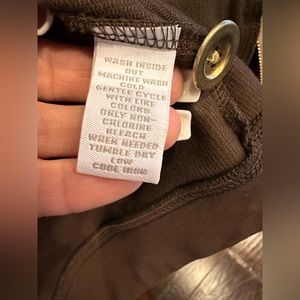 WASH INSIDE
OUT
MACHINE WASH
COLD
GENTLE CYCLE
WITH LIKE
COLORS
ONLY NON-
CHLORINE
BLEACH
WHEN NEEDED
TUMBLE DRY
LOW
COOL IRON